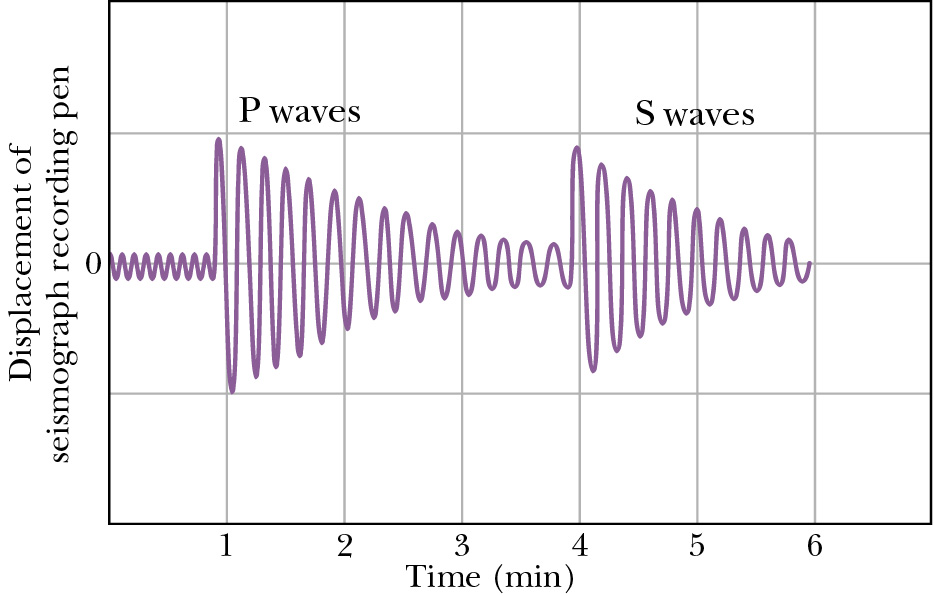 Displacement of
seismograph recording pen
P waves
S waves
0
1 2 3 4 5 6
Time (min)